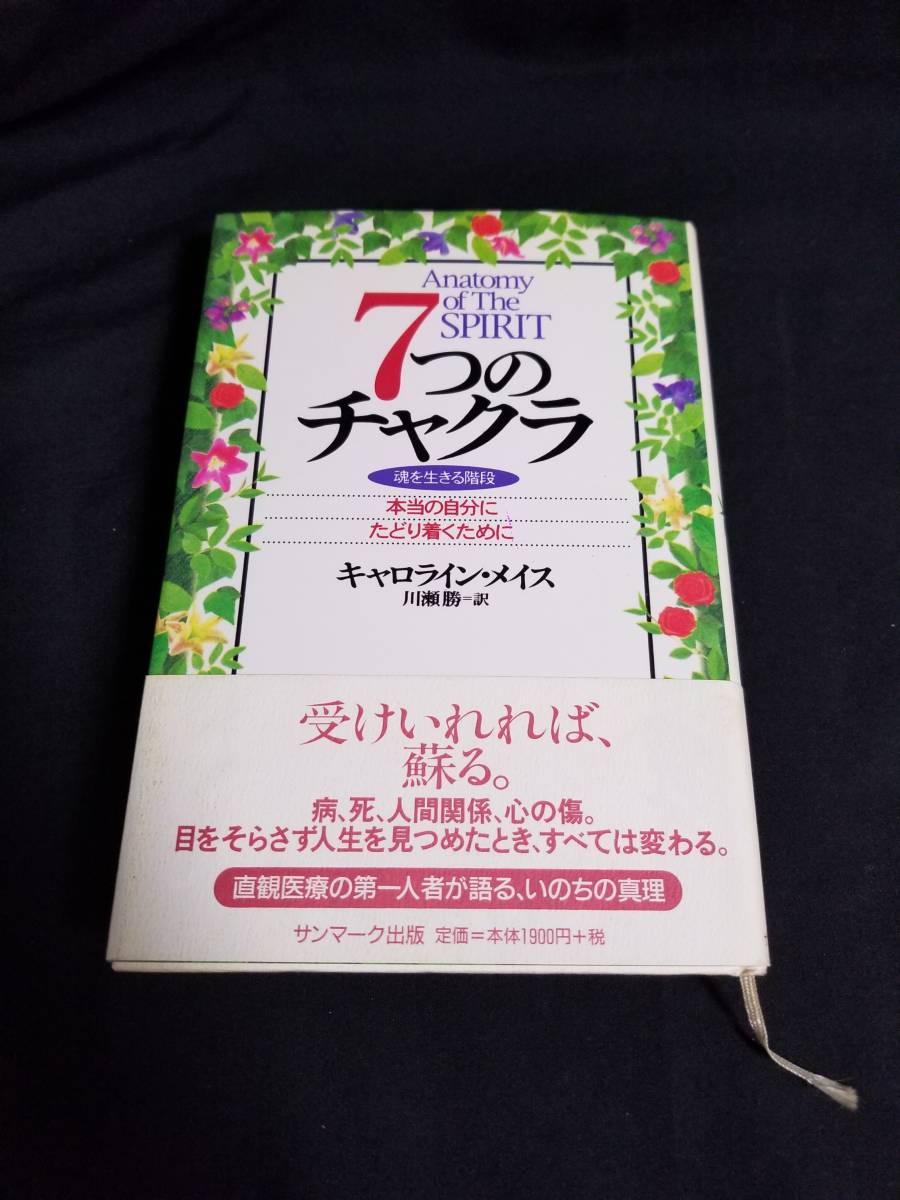 Anatomy
of The
SPIRIT
7つの
チャクラ
魂を生きる階段
本当の自分に
たどり着くために
キャロライン・メイス
川瀬勝=訳
受けいれれば、
蘇る。
病、死、人間関係、心の傷。
目をそらさず人生を見つめたとき、すべては変わる。
直観医療の第一人者が語る、いのちの真理
サンマーク出版 定価=本体1900円+税